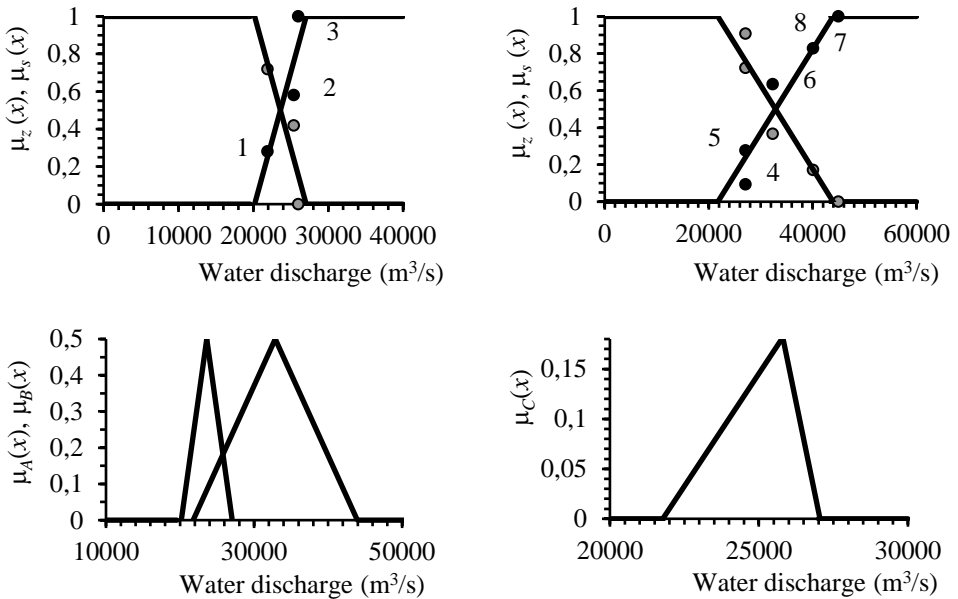 μz(x), μs(x)
1
0,8
0,6
0,4
0,2
0
3
2
1
0 10000 20000 30000 40000
Water discharge (m³/s)
μz(x), μs(x)
1
0,8
0,6
0,4
0,2
0
8
7
6
5
4
0 20000 40000 60000
Water discharge (m³/s)
μA(x), μB(x)
0,5
0,4
0,3
0,2
0,1
0
10000 30000 50000
Water discharge (m³/s)
μC(x)
0,15
0,1
0,05
0
20000 25000 30000
Water discharge (m³/s)